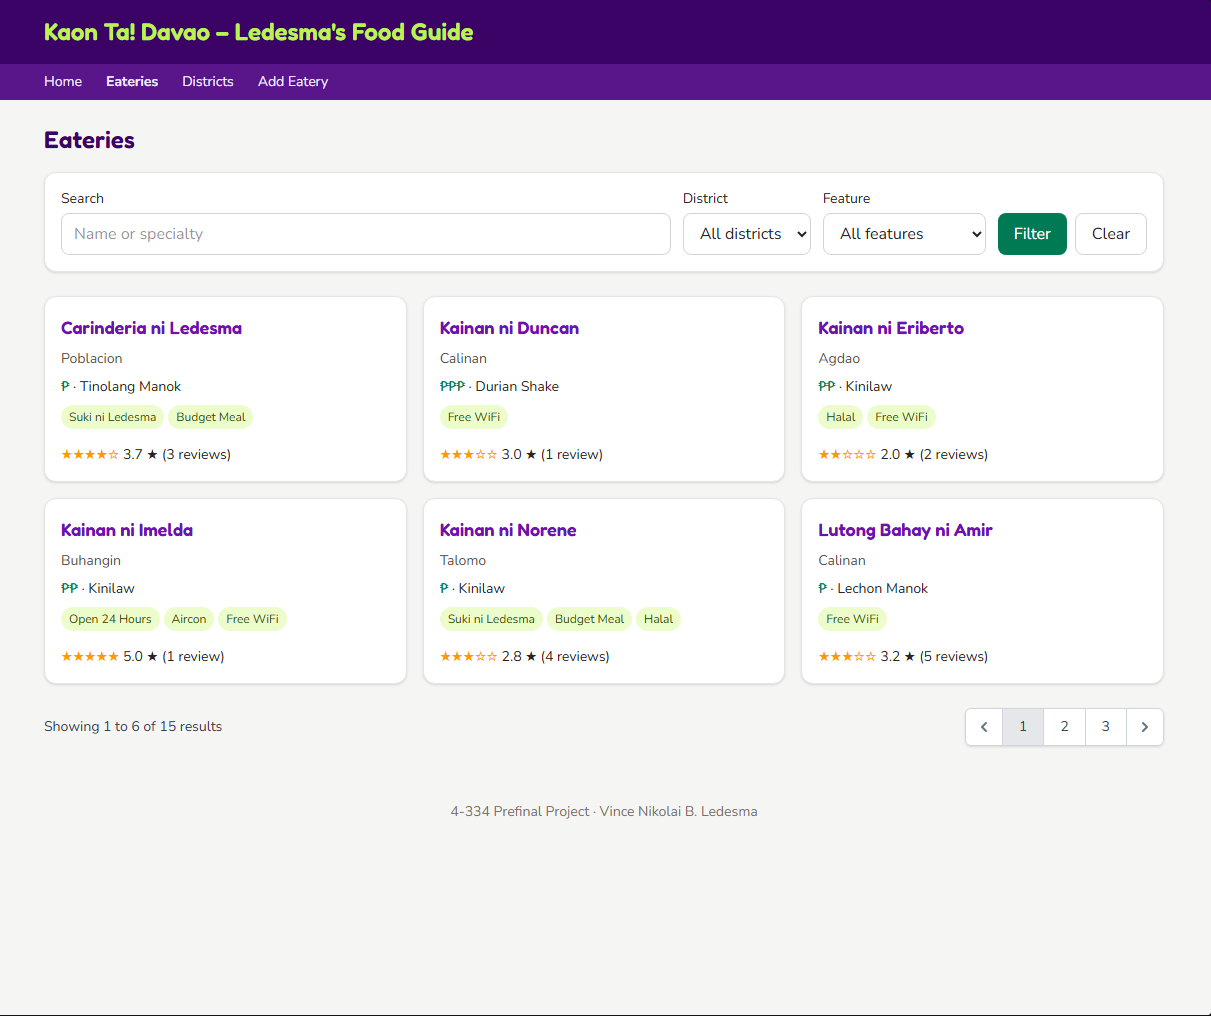 Kaon Ta! Davao – Ledesma's Food Guide
Home Eateries Districts Add Eatery
Eateries
Search District Feature
Name or specialty All districts All features Filter Clear
Carinderia ni Ledesma
Poblacion
₱ · Tinolang Manok
Suki ni Ledesma Budget Meal
★★★★☆ 3.7 ★ (3 reviews)
Kainan ni Duncan
Calinan
₱₱₱ · Durian Shake
Free WiFi
★★★☆☆ 3.0 ★ (1 review)
Kainan ni Eriberto
Agdao
₱₱ · Kinilaw
Halal Free WiFi
★★☆☆☆ 2.0 ★ (2 reviews)
Kainan ni Imelda
Buhangin
₱₱ · Kinilaw
Open 24 Hours Aircon Free WiFi
★★★★★ 5.0 ★ (1 review)
Kainan ni Norene
Talomo
₱ · Kinilaw
Suki ni Ledesma Budget Meal Halal
★★★☆☆ 2.8 ★ (4 reviews)
Lutong Bahay ni Amir
Calinan
₱ · Lechon Manok
Free WiFi
★★★☆☆ 3.2 ★ (5 reviews)
Showing 1 to 6 of 15 results
1 2 3
4-334 Prefinal Project · Vince Nikolai B. Ledesma